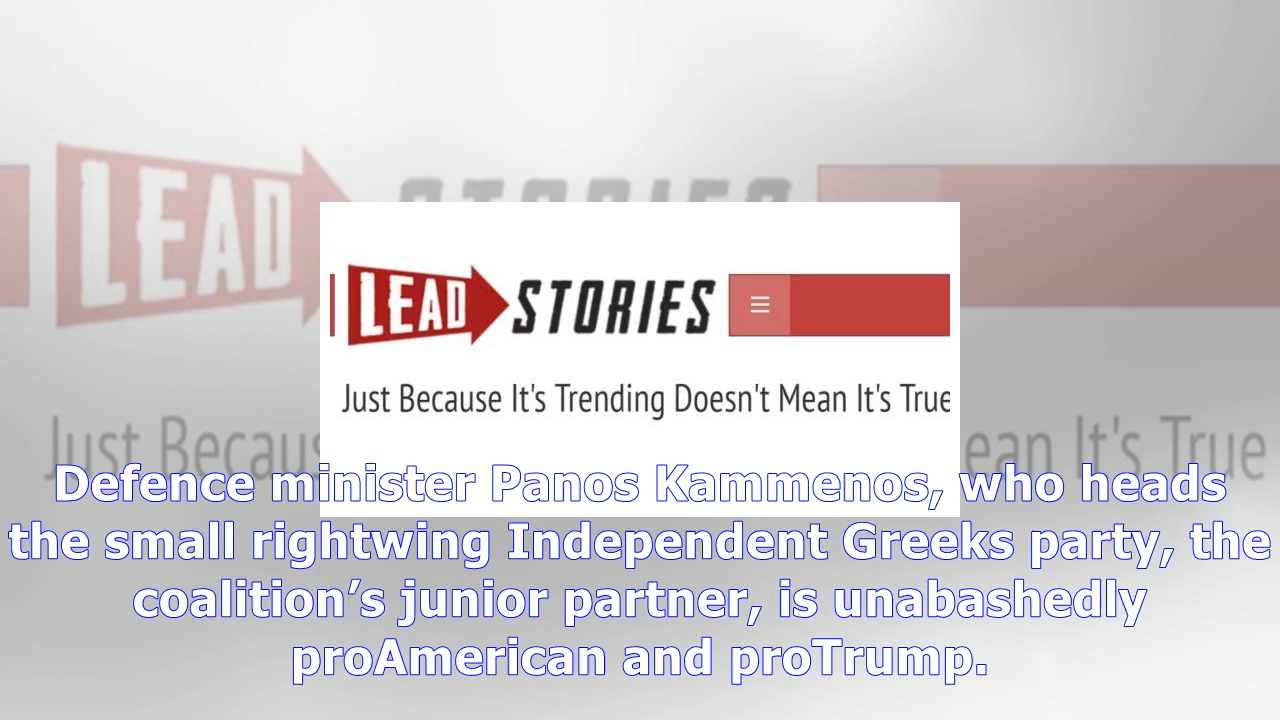 LEAD STORIES
Just Because It's Trending Doesn't Mean It's True
Defence minister Panos Kammenos, who heads
the small rightwing Independent Greeks party, the
coalition’s junior partner, is unabashedly
proAmerican and proTrump.